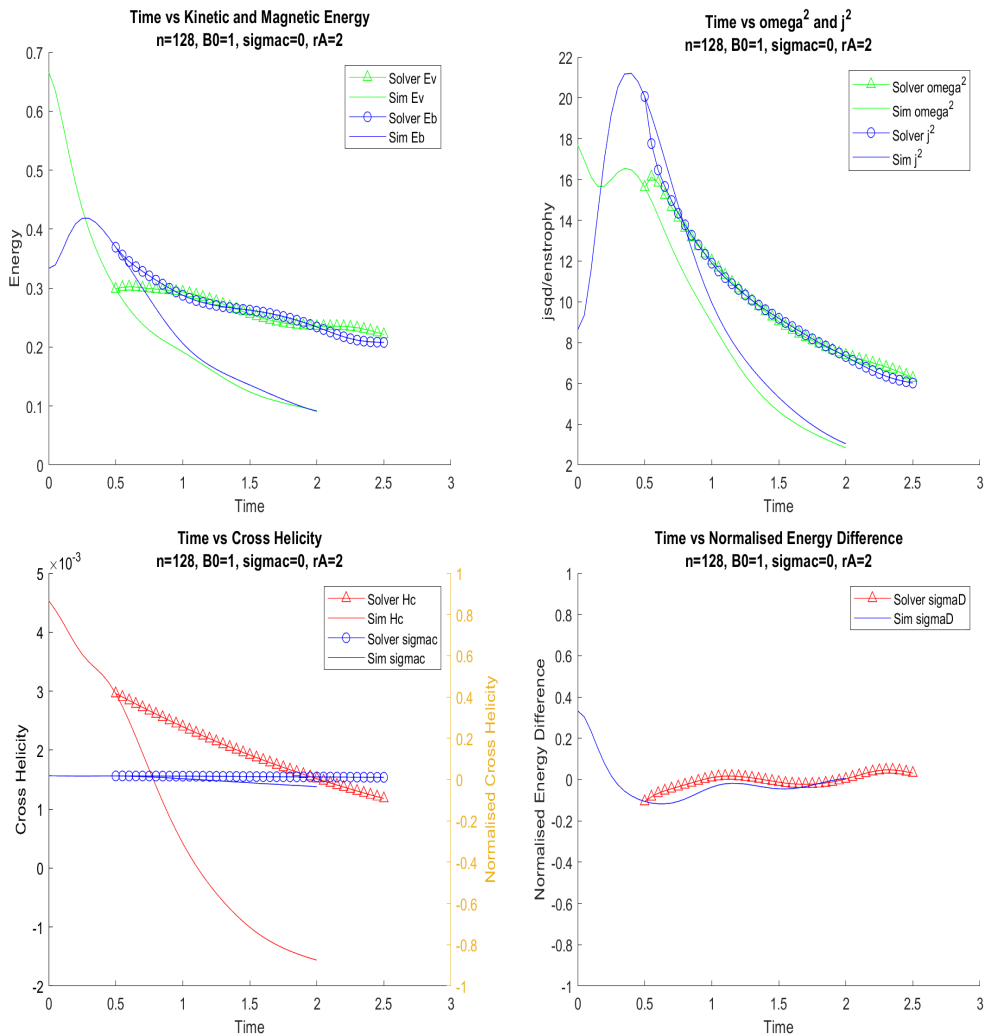 Time vs Kinetic and Magnetic Energy
n=128, B0=1, sigmac=0, rA=2
0.7
0.6
0.5
0.4
0.3
0.2
0.1
0
Energy
Solver Ev
Sim Ev
Solver Eb
Sim Eb
0 0.5 1 1.5 2 2.5 3
Time
Time vs omega² and j²
n=128, B0=1, sigmac=0, rA=2
22
20
18
16
14
12
10
8
6
4
2
jsqd/enstrophy
Solver omega²
Sim omega²
Solver j²
Sim j²
0 0.5 1 1.5 2 2.5 3
Time
Time vs Cross Helicity
n=128, B0=1, sigmac=0, rA=2
×10⁻³
5
4
3
2
1
0
-1
-2
Cross Helicity
Solver Hc
Sim Hc
Solver sigmac
Sim sigmac
1
0.8
0.6
0.4
0.2
0
-0.2
-0.4
-0.6
-0.8
-1
Normalised Cross Helicity
0 0.5 1 1.5 2 2.5 3
Time
Time vs Normalised Energy Difference
n=128, B0=1, sigmac=0, rA=2
1
0.8
0.6
0.4
0.2
0
-0.2
-0.4
-0.6
-0.8
-1
Normalised Energy Difference
Solver sigmaD
Sim sigmaD
0 0.5 1 1.5 2 2.5 3
Time